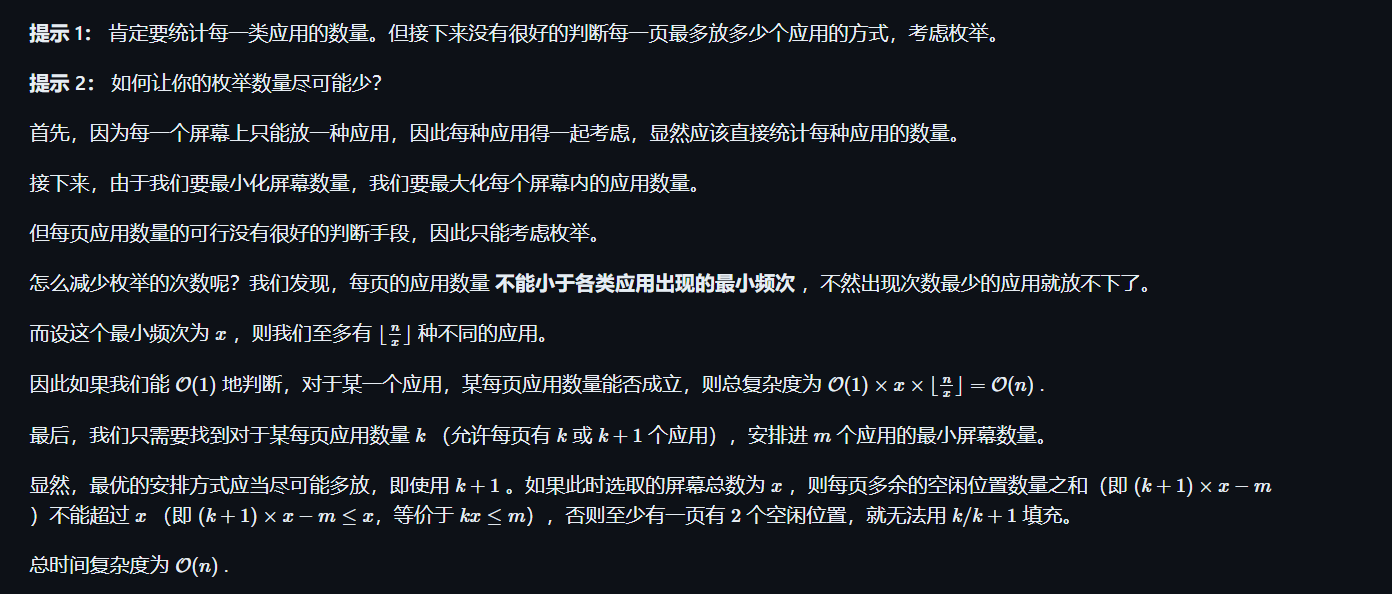 提示 1： 肯定要统计每一类应用的数量。但接下来没有很好的判断每一页最多放多少个应用的方式，考虑枚举。
提示 2： 如何让你的枚举数量尽可能少？
首先，因为每一个屏幕上只能放一种应用，因此每种应用得一起考虑，显然应该直接统计每种应用的数量。
接下来，由于我们要最小化屏幕数量，我们要最大化每个屏幕内的应用数量。
但每页应用数量的可行没有很好的判断手段，因此只能考虑枚举。
怎么减少枚举的次数呢？我们发现，每页的应用数量 不能小于各类应用出现的最小频次 ，不然出现次数最少的应用就放不下了。
而设这个最小频次为 x ，则我们至多有 ⌊n/x⌋ 种不同的应用。
因此如果我们能 O(1) 地判断，对于某一个应用，某每页应用数量能否成立，则总复杂度为 O(1) × x × ⌊n/x⌋ = O(n) .
最后，我们只需要找到对于某每页应用数量 k （允许每页有 k 或 k + 1 个应用），安排进 m 个应用的最小屏幕数量。
显然，最优的安排方式应当尽可能多放，即使用 k + 1 。如果此时选取的屏幕总数为 x ，则每页多余的空闲位置数量之和（即 (k + 1) × x − m
）不能超过 x （即 (k + 1) × x − m ≤ x，等价于 kx ≤ m），否则至少有一页有 2 个空闲位置，就无法用 k/k + 1 填充。
总时间复杂度为 O(n) .